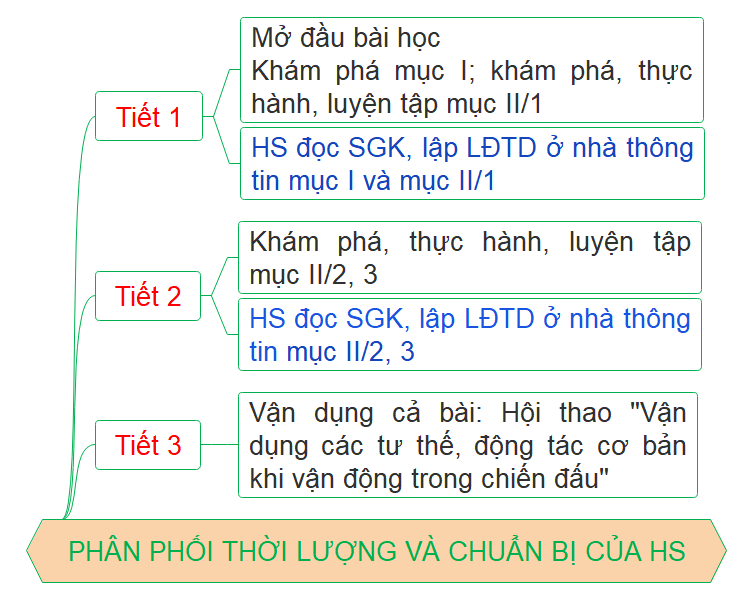 Tiết 1
Mở đầu bài học
Khám phá mục I; khám phá, thực
hành, luyện tập mục II/1
HS đọc SGK, lập LĐTD ở nhà thông
tin mục I và mục II/1
Tiết 2
Khám phá, thực hành, luyện tập
mục II/2, 3
HS đọc SGK, lập LĐTD ở nhà thông
tin mục II/2, 3
Tiết 3
Vận dụng cả bài: Hội thao "Vận
dụng các tư thế, động tác cơ bản
khi vận động trong chiến đấu"
PHÂN PHỐI THỜI LƯỢNG VÀ CHUẨN BỊ CỦA HS